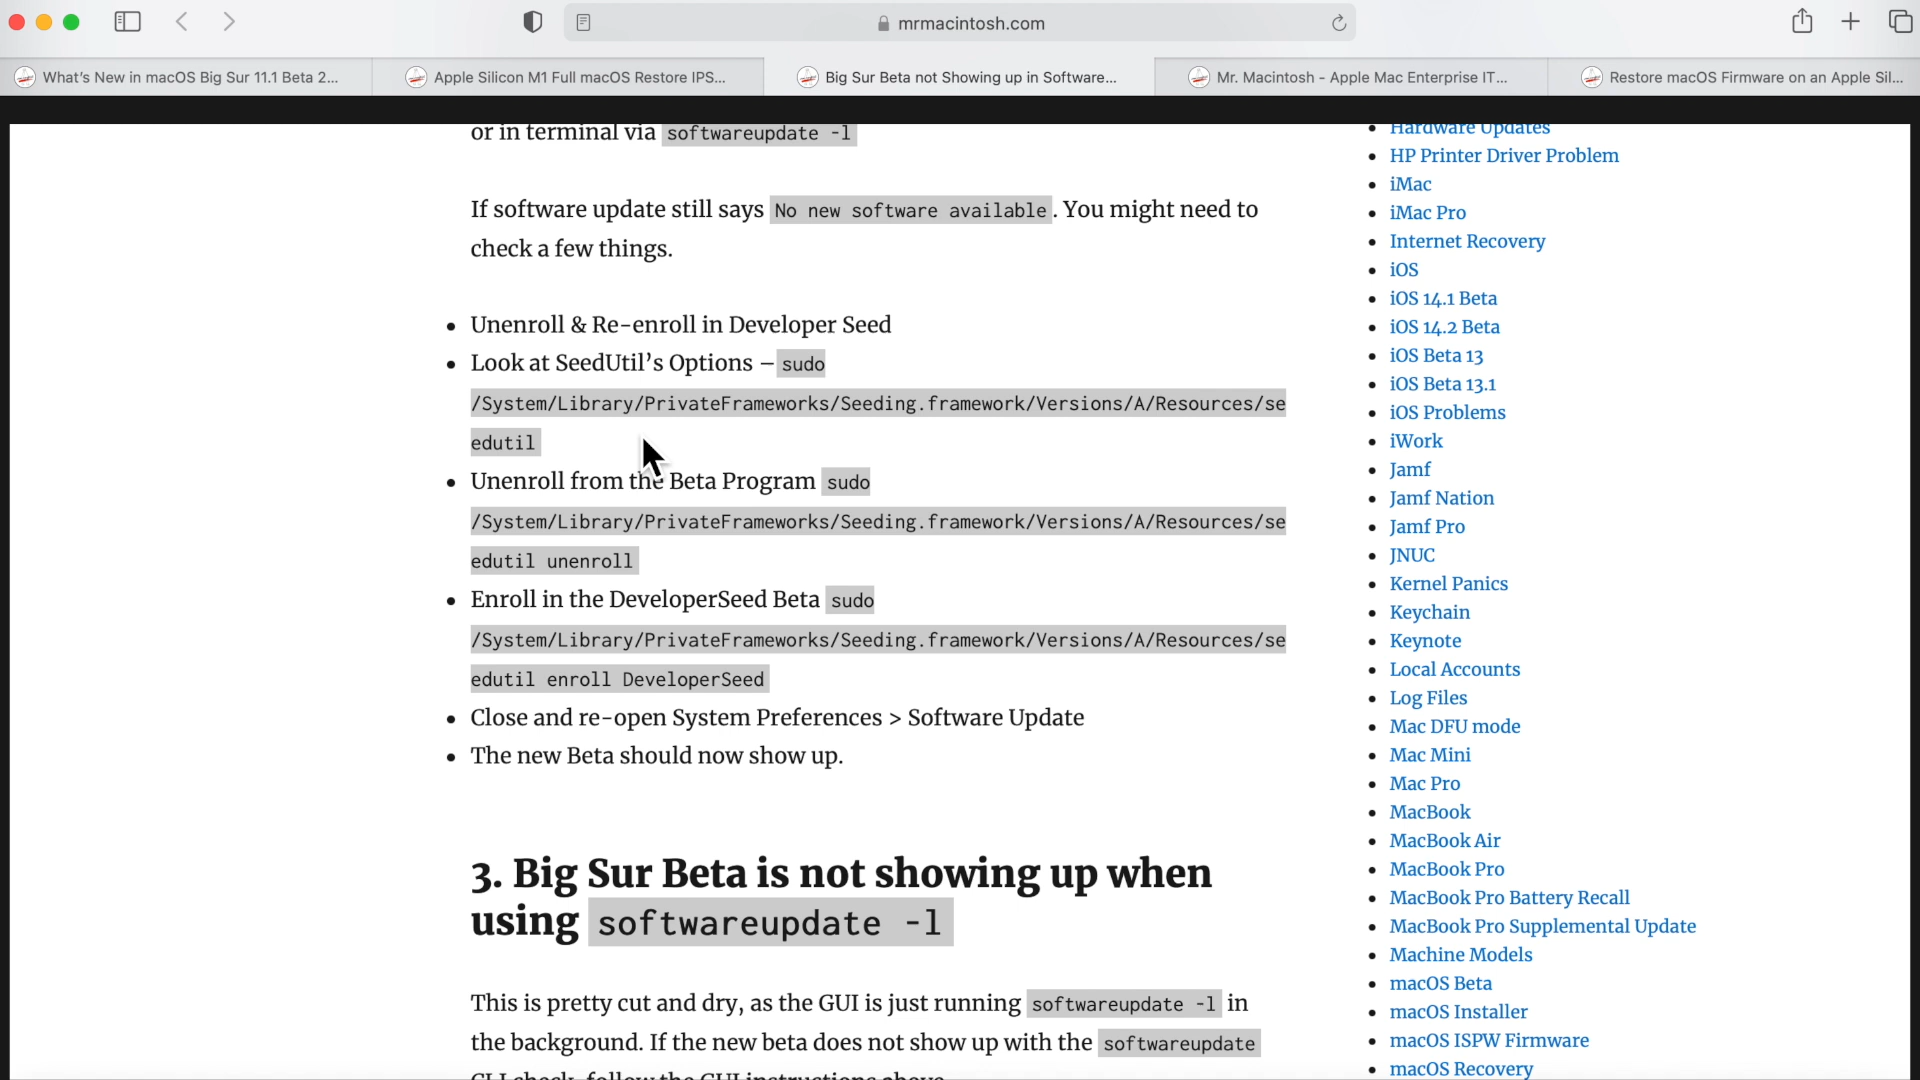 mrmacintosh.com
What's New in macOS Big Sur 11.1 Beta 2...
Apple Silicon M1 Full macOS Restore IPS...
Big Sur Beta not Showing up in Software...
Mr. Macintosh - Apple Mac Enterprise IT...
Restore macOS Firmware on an Apple Sil...
or in terminal via softwareupdate -l
If software update still says No new software available. You might need to
check a few things.
• Unenroll & Re-enroll in Developer Seed
• Look at SeedUtil's Options – sudo
/System/Library/PrivateFrameworks/Seeding.framework/Versions/A/Resources/se
edutil
• Unenroll from the Beta Program sudo
/System/Library/PrivateFrameworks/Seeding.framework/Versions/A/Resources/se
edutil unenroll
• Enroll in the DeveloperSeed Beta sudo
/System/Library/PrivateFrameworks/Seeding.framework/Versions/A/Resources/se
edutil enroll DeveloperSeed
• Close and re-open System Preferences > Software Update
• The new Beta should now show up.
3. Big Sur Beta is not showing up when
using softwareupdate -l
This is pretty cut and dry, as the GUI is just running softwareupdate -l in
the background. If the new beta does not show up with the softwareupdate
CLI check, follow the GUI instructions above.
• Hardware Updates
• HP Printer Driver Problem
• iMac
• iMac Pro
• Internet Recovery
• iOS
• iOS 14.1 Beta
• iOS 14.2 Beta
• iOS Beta 13
• iOS Beta 13.1
• iOS Problems
• iWork
• Jamf
• Jamf Nation
• Jamf Pro
• JNUC
• Kernel Panics
• Keychain
• Keynote
• Local Accounts
• Log Files
• Mac DFU mode
• Mac Mini
• Mac Pro
• MacBook
• MacBook Air
• MacBook Pro
• MacBook Pro Battery Recall
• MacBook Pro Supplemental Update
• Machine Models
• macOS Beta
• macOS Installer
• macOS ISPW Firmware
• macOS Recovery